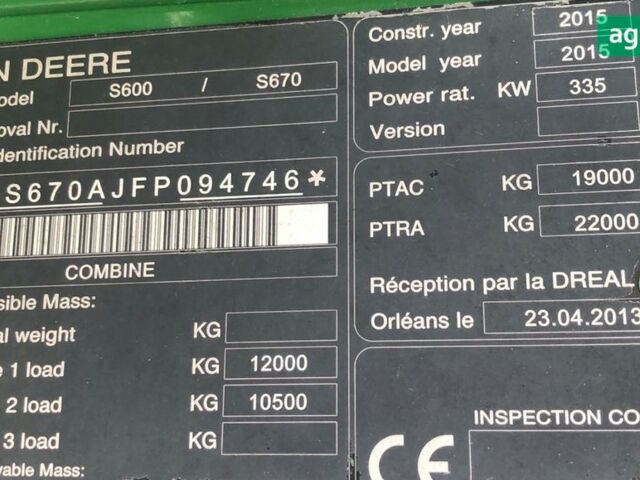 N DEERE
odel S600 / S670
oval Nr.
dentification Number
S670AJFP094746*
COMBINE
sible Mass:
al weight KG
e 1 load KG 12000
2 load KG 10500
3 load KG
vable Mass:
Constr. year 2015
Model year 2015
Power rat. KW 335
Version
PTAC KG 19000
PTRA KG 22000
Réception par la DREAL
Orléans le 23.04.2013
INSPECTION CO
CE
ag